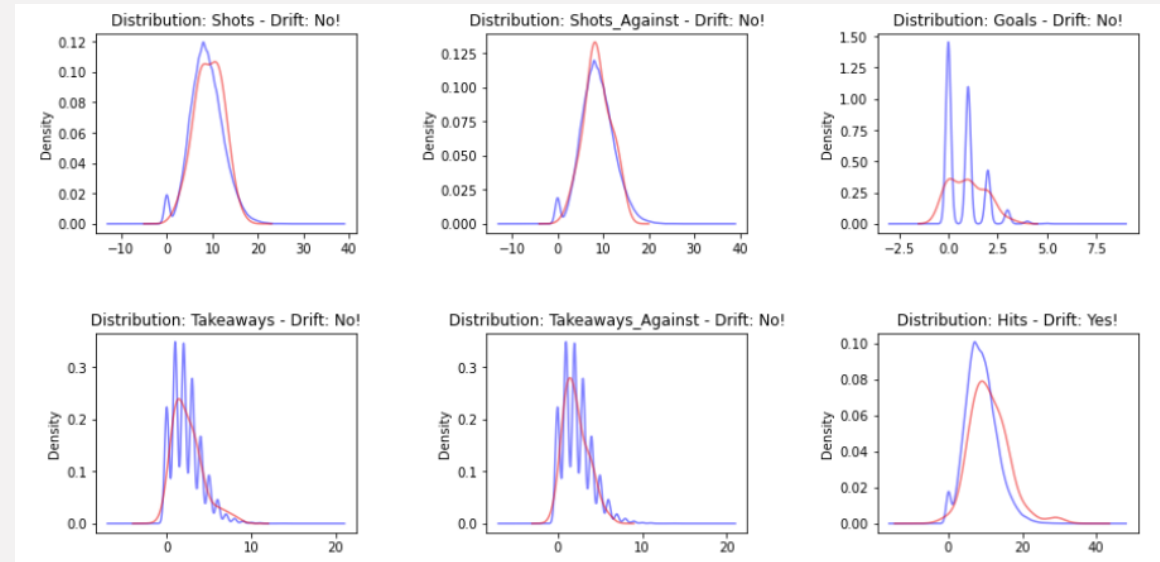 Distribution: Shots - Drift: No!
Density
0.12
0.10
0.08
0.06
0.04
0.02
0.00
−10 0 10 20 30 40
Distribution: Shots_Against - Drift: No!
Density
0.125
0.100
0.075
0.050
0.025
0.000
−10 0 10 20 30 40
Distribution: Goals - Drift: No!
Density
1.50
1.25
1.00
0.75
0.50
0.25
0.00
−2.5 0.0 2.5 5.0 7.5
Distribution: Takeaways - Drift: No!
Density
0.3
0.2
0.1
0.0
0 10 20
Distribution: Takeaways_Against - Drift: No!
Density
0.3
0.2
0.1
0.0
0 10 20
Distribution: Hits - Drift: Yes!
Density
0.10
0.08
0.06
0.04
0.02
0.00
0 20 40